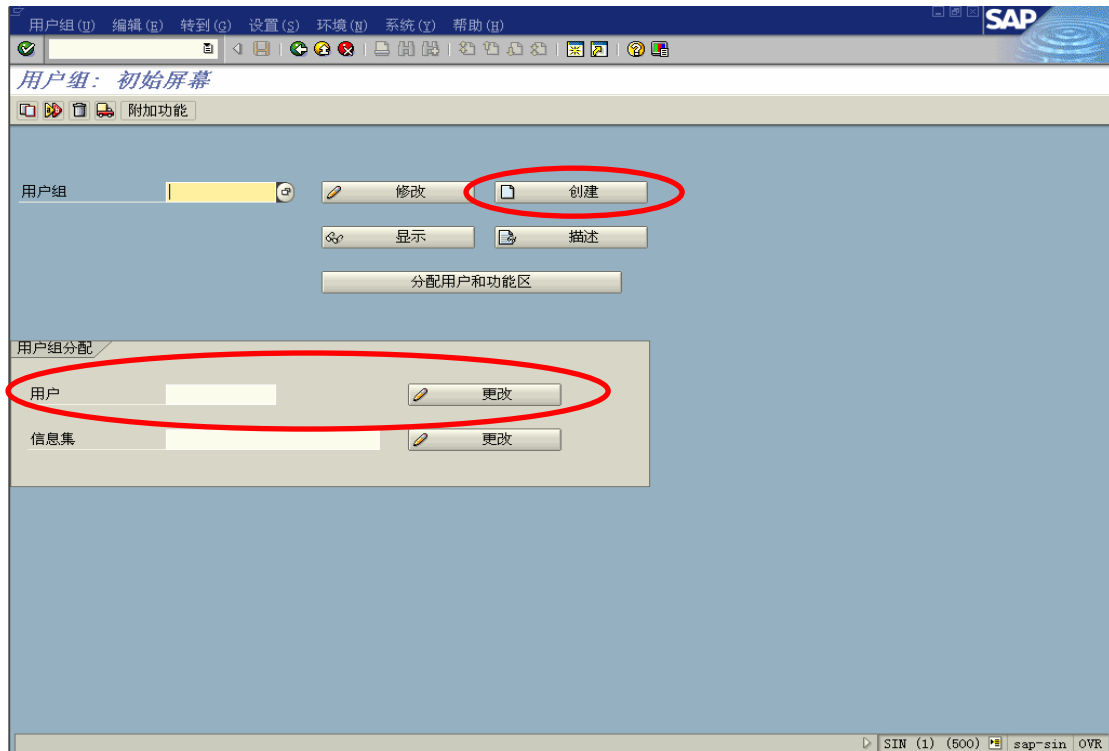 用户组(U) 编辑(E) 转到(G) 设置(S) 环境(N) 系统(Y) 帮助(H)
SAP
用户组: 初始屏幕
附加功能
用户组 修改 创建
显示 描述
分配用户和功能区
用户组分配
用户 更改
信息集 更改
SIN (1) (500) sap-sin OVR